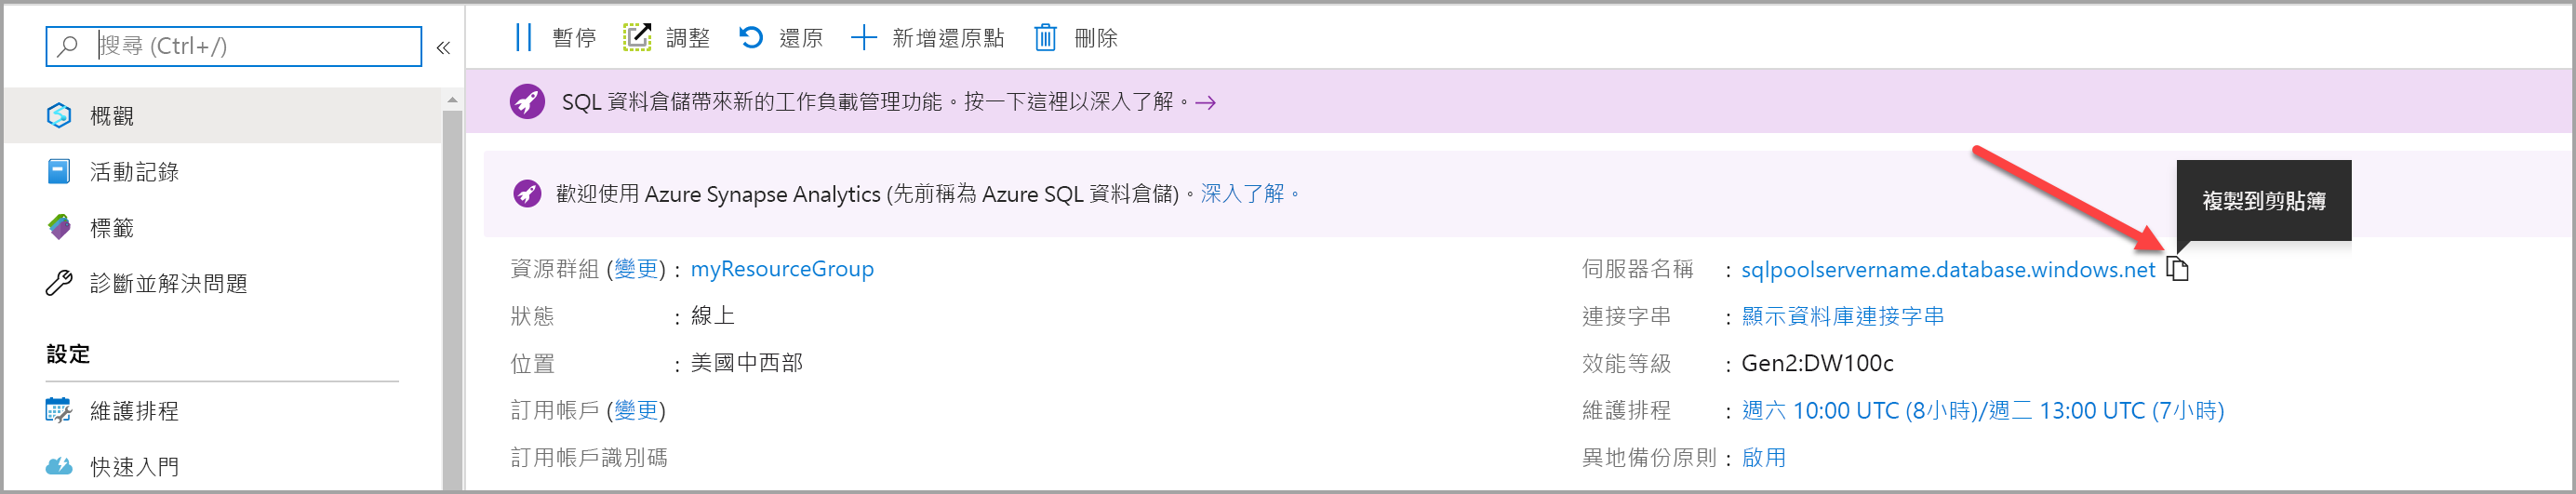 搜尋 (Ctrl+/)
«
概觀
活動記錄
標籤
診斷並解決問題
設定
維護排程
快速入門
暫停 調整 還原 新增還原點 刪除
SQL 資料倉儲帶來新的工作負載管理功能。按一下這裡以深入了解。→
歡迎使用 Azure Synapse Analytics (先前稱為 Azure SQL 資料倉儲)。深入了解。
複製到剪貼簿
資源群組 (變更) : myResourceGroup
狀態 : 線上
位置 : 美國中西部
訂用帳戶 (變更)
訂用帳戶識別碼
伺服器名稱 : sqlpoolservername.database.windows.net
連接字串 : 顯示資料庫連接字串
效能等級 : Gen2:DW100c
維護排程 : 週六 10:00 UTC (8小時)/週二 13:00 UTC (7小時)
異地備份原則 : 啟用